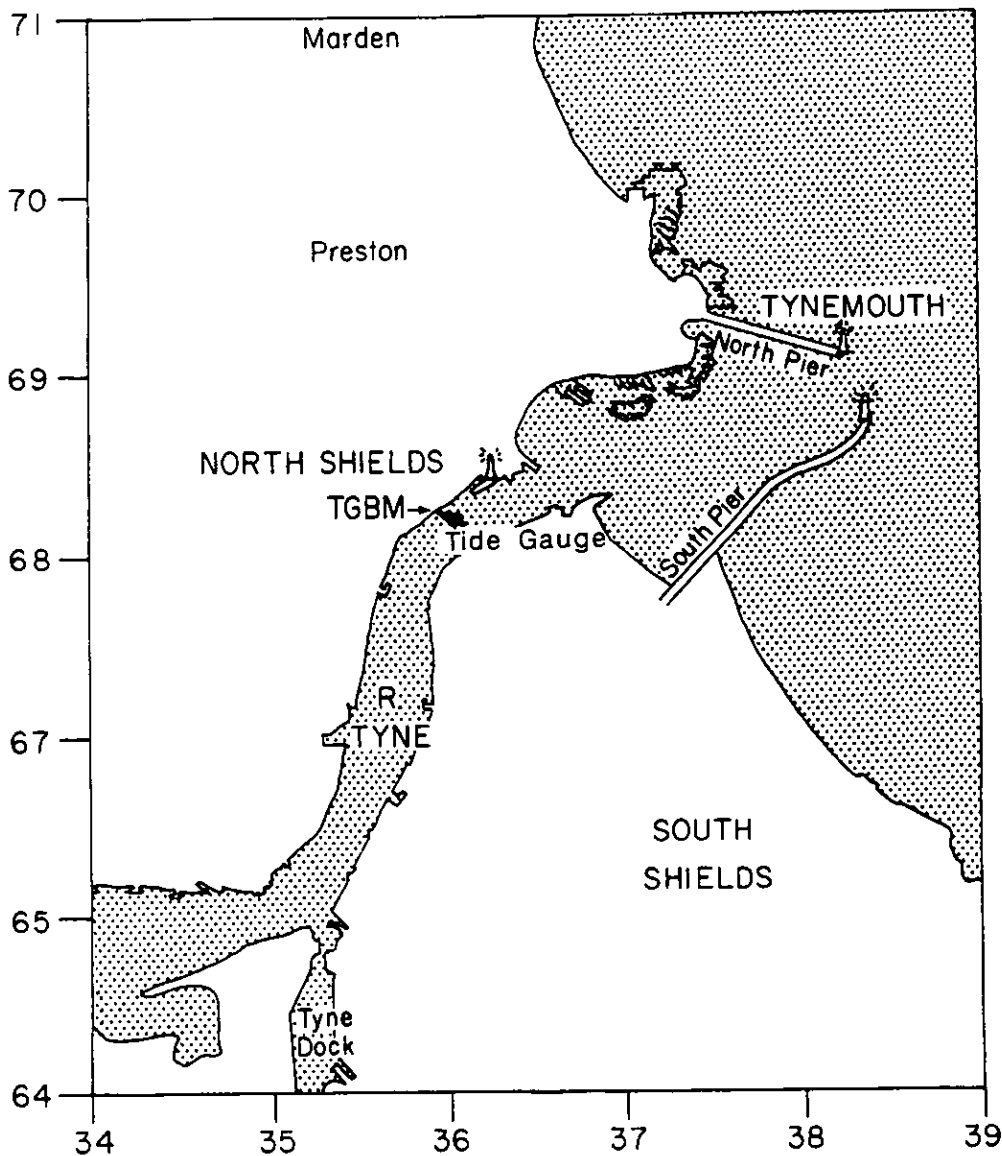 71
Marden
70
Preston
TYNEMOUTH
North Pier
69
NORTH SHIELDS
TGBM
Tide Gauge
South Pier
68
R
TYNE
67
SOUTH
SHIELDS
65
Tyne
Dock
64
34 35 36 37 38 39